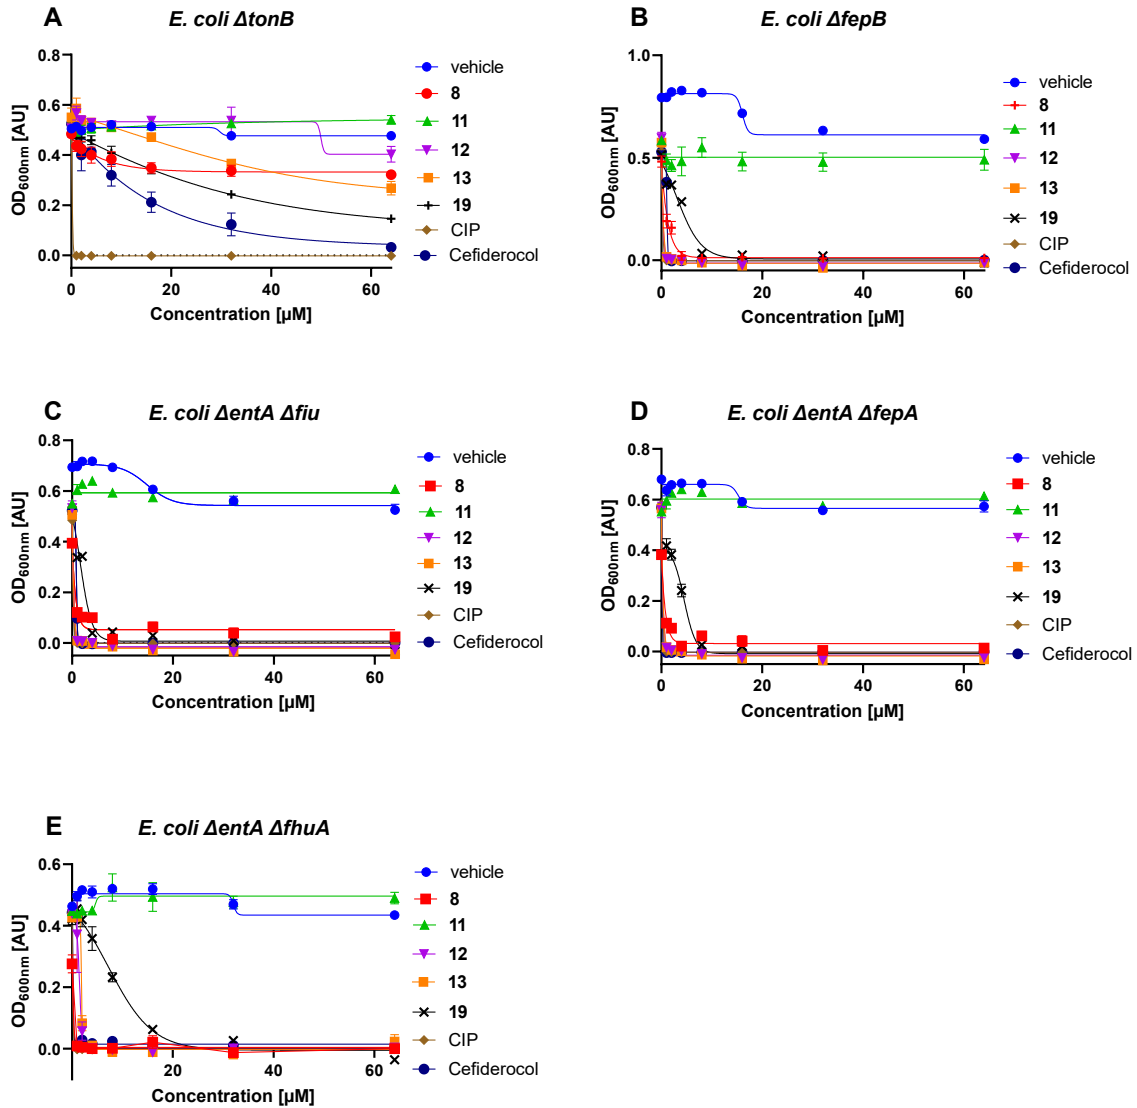 A
E. coli ΔtonB
OD600nm [AU]
0.8
0.6
0.4
0.2
0.0
20
40
60
Concentration [µM]
vehicle
8
11
12
13
19
CIP
Cefiderocol
B
E. coli ΔfepB
OD600nm [AU]
1.0
0.5
0.0
0
20
40
60
Concentration [µM]
vehicle
8
11
12
13
19
CIP
Cefiderocol
C
E. coli ΔentA Δfiu
OD600nm [AU]
0.8
0.6
0.4
0.2
0.0
0
20
40
60
Concentration [µM]
vehicle
8
11
12
13
19
CIP
Cefiderocol
D
E. coli ΔentA ΔfepA
OD600nm [AU]
0.8
0.6
0.4
0.2
0.0
0
20
40
60
Concentration [µM]
vehicle
8
11
12
13
19
CIP
Cefiderocol
E
E. coli ΔentA ΔfhuA
OD600nm [AU]
0.6
0.4
0.2
0.0
20
40
60
Concentration [µM]
vehicle
8
11
12
13
19
CIP
Cefiderocol